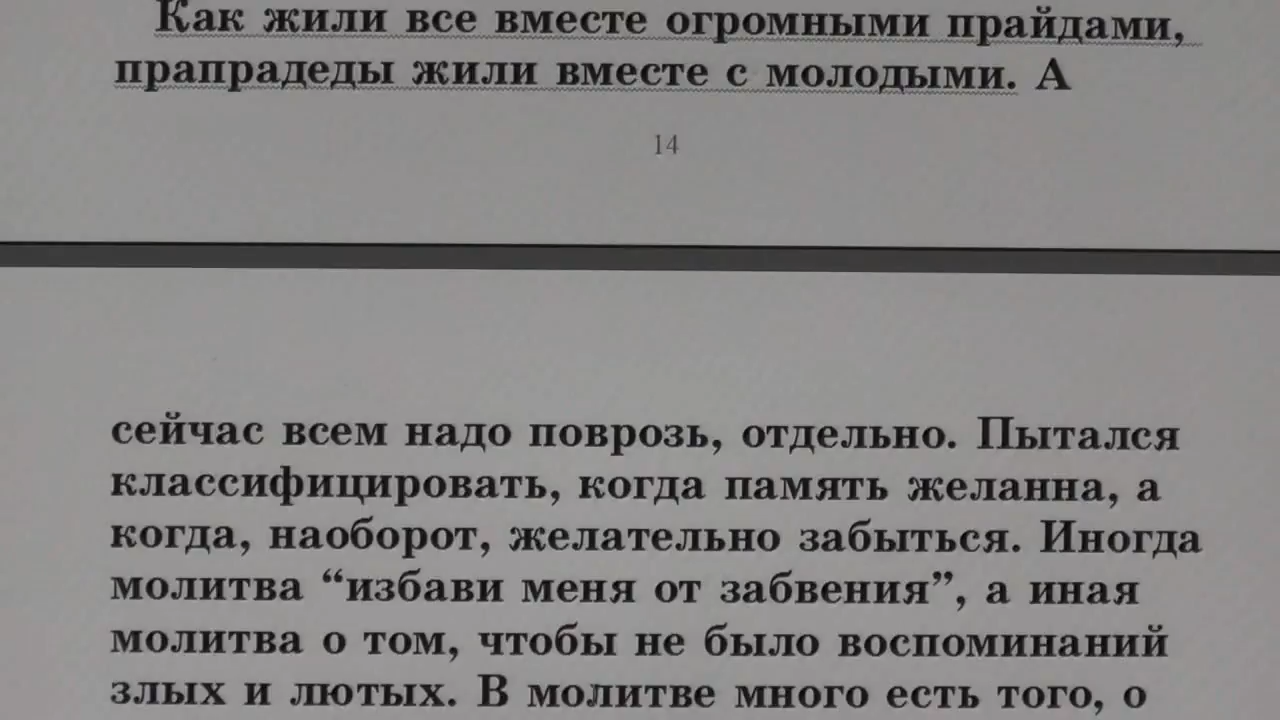 Как жили все вместе огромными прайдами,
прапрадеды жили вместе с молодыми. А
14
сейчас всем надо поврозь, отдельно. Пытался
классифицировать, когда память желанна, а
когда, наоборот, желательно забыться. Иногда
молитва “избави меня от забвения”, а иная
молитва о том, чтобы не было воспоминаний
злых и лютых. В молитве много есть того, о